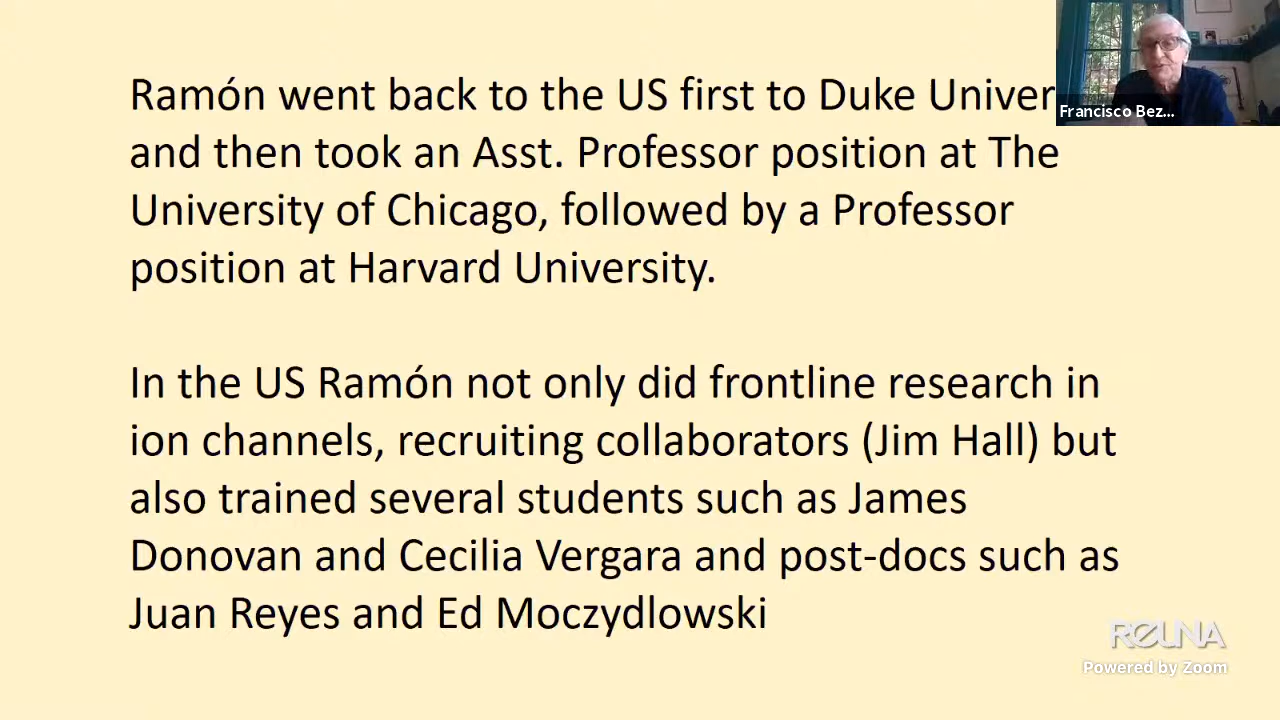 Ramón went back to the US first to Duke Univer
and then took an Asst. Professor position at The
University of Chicago, followed by a Professor
position at Harvard University.
In the US Ramón not only did frontline research in
ion channels, recruiting collaborators (Jim Hall) but
also trained several students such as James
Donovan and Cecilia Vergara and post-docs such as
Juan Reyes and Ed Moczydlowski
Francisco Bez...
REUNA
Powered by Zoom